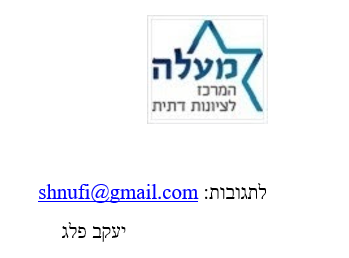 מעלה
המרכז
לציונות דתית
לתגובות: shnufi@gmail.com
יעקב פלג